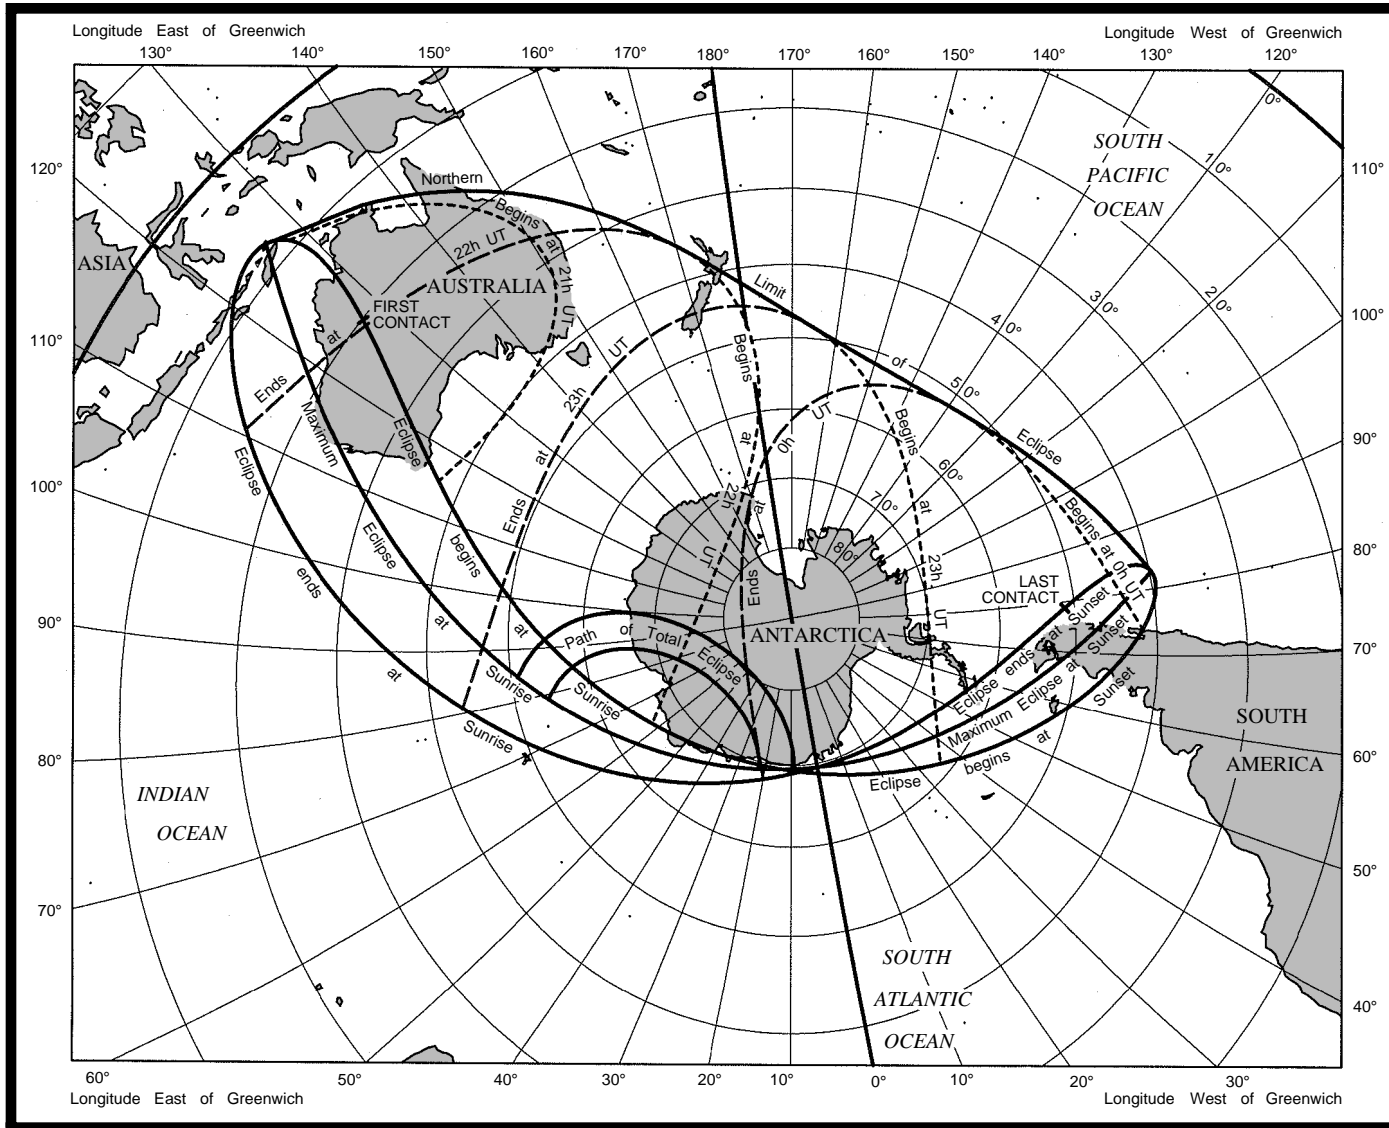 Longitude East of Greenwich
Longitude West of Greenwich
130°
140°
150°
160°
170°
180°
170°
160°
150°
140°
130°
120°
120°
110°
100°
90°
80°
70°
110°
100°
90°
80°
70°
60°
50°
40°
0°
10°
20°
30°
40°
50°
60°
70°
80°
SOUTH
PACIFIC
OCEAN
ASIA
AUSTRALIA
FIRST
CONTACT
Northern Limit of Eclipse
Begins at 21h UT
22h UT
Ends at
Maximum Eclipse at Sunrise
Eclipse begins at Sunrise
Eclipse ends at Sunrise
Ends at 23h UT
Begins at 22h UT
Ends at 0h UT
Begins at 23h UT
Begins at 0h UT
LAST
CONTACT
ANTARCTICA
Path of Total Eclipse
Eclipse ends at Sunset
Maximum Eclipse at Sunset
Eclipse begins at Sunset
SOUTH
AMERICA
INDIAN
OCEAN
SOUTH
ATLANTIC
OCEAN
60°
50°
40°
30°
20°
10°
0°
10°
20°
30°
Longitude East of Greenwich
Longitude West of Greenwich